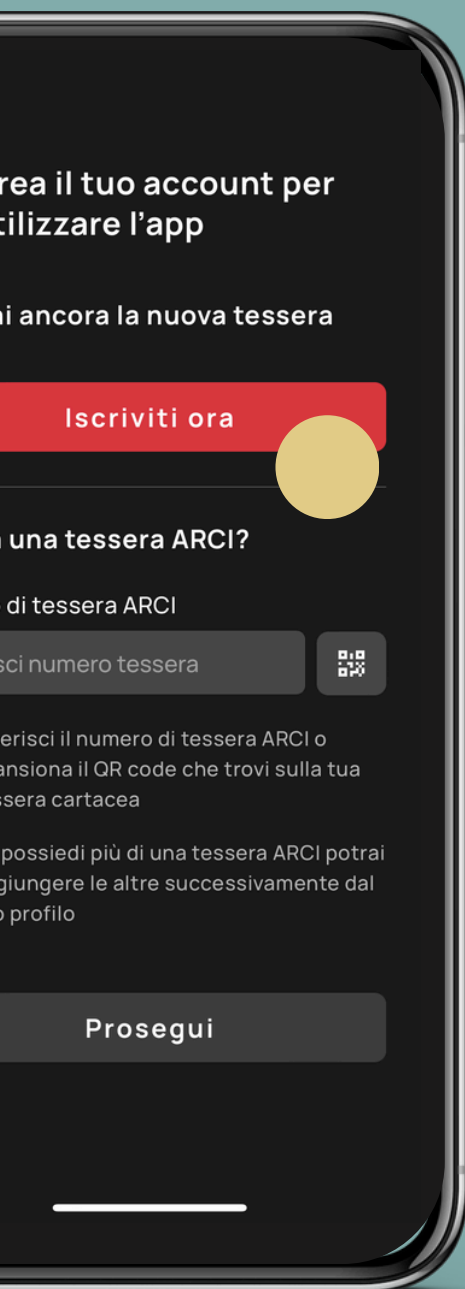 rea il tuo account per
tilizzare l'app
ai ancora la nuova tessera
Iscriviti ora
a una tessera ARCI?
o di tessera ARCI
sci numero tessera
erisci il numero di tessera ARCI o
ansiona il QR code che trovi sulla tua
ssera cartacea
possiedi più di una tessera ARCI potrai
giungere le altre successivamente dal
o profilo
Prosegui